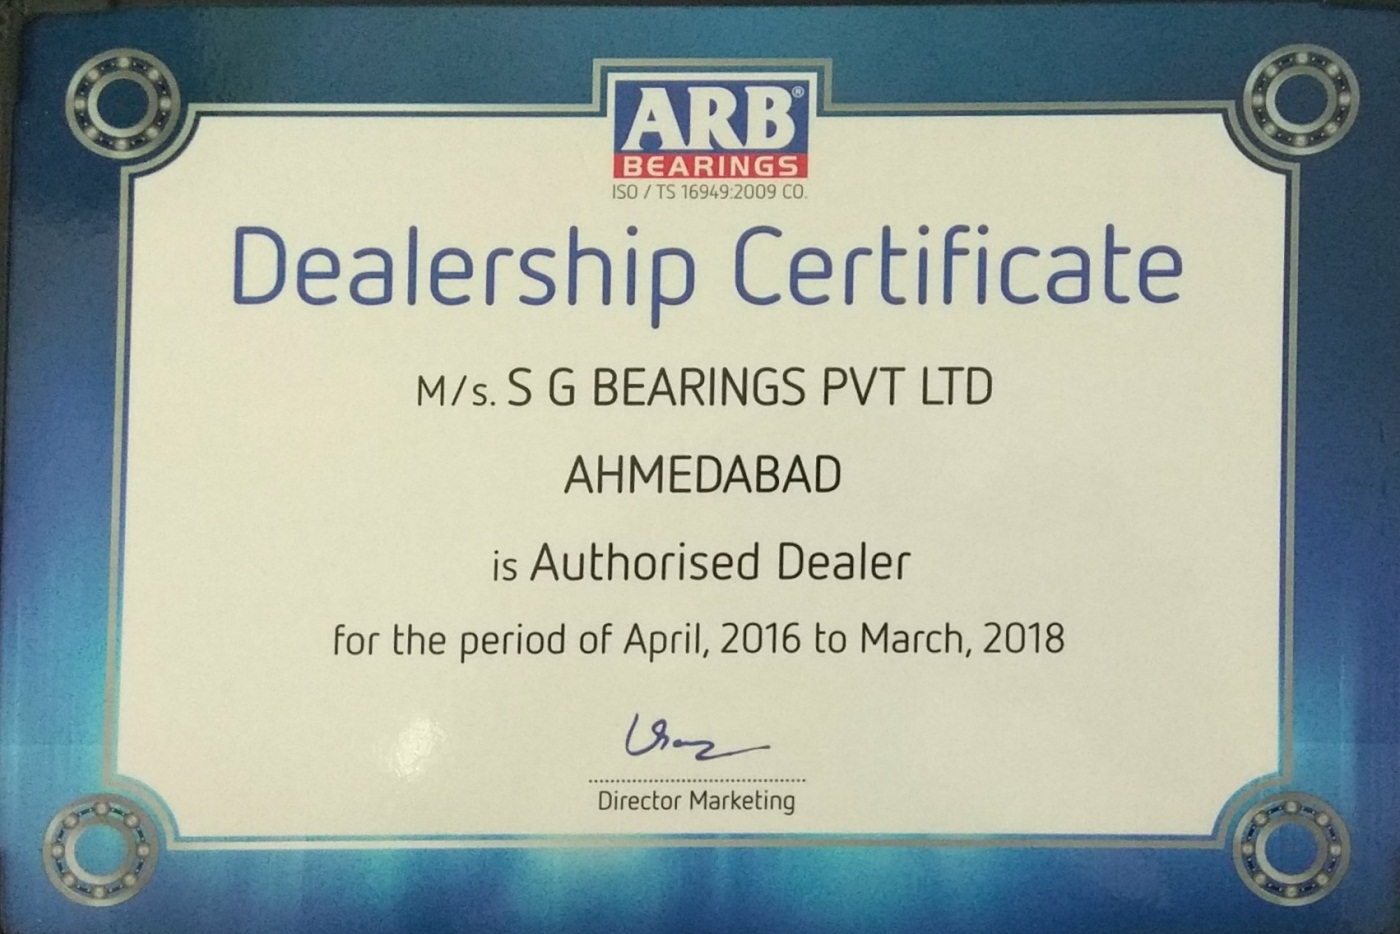 ARB®
BEARINGS
ISO / TS 16949:2009 CO.
Dealership Certificate
M/s. S G BEARINGS PVT LTD
AHMEDABAD
is Authorised Dealer
for the period of April, 2016 to March, 2018
Director Marketing